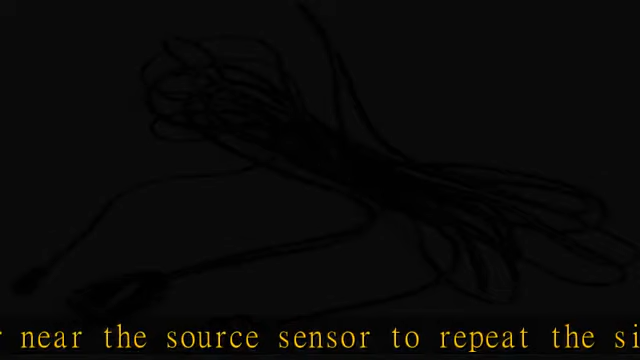 near the source sensor to repeat the